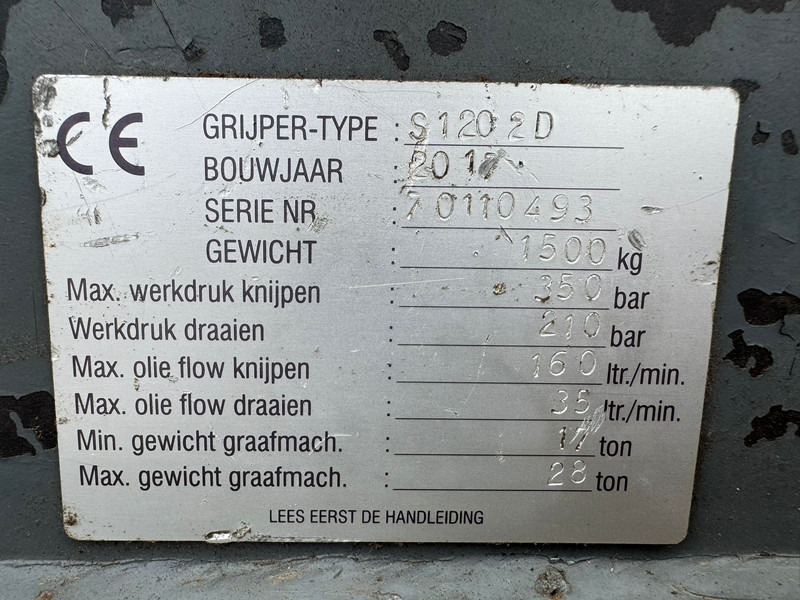 CE
GRIJPER-TYPE : S1202D
BOUWJAAR : 2017
SERIE NR : 70110493
GEWICHT : 1500 kg
Max. werkdruk knijpen : 350 bar
Werkdruk draaien : 210 bar
Max. olie flow knijpen : 160 ltr./min.
Max. olie flow draaien : 35 ltr./min.
Min. gewicht graafmach. : 17 ton
Max. gewicht graafmach. : 28 ton
LEES EERST DE HANDLEIDING